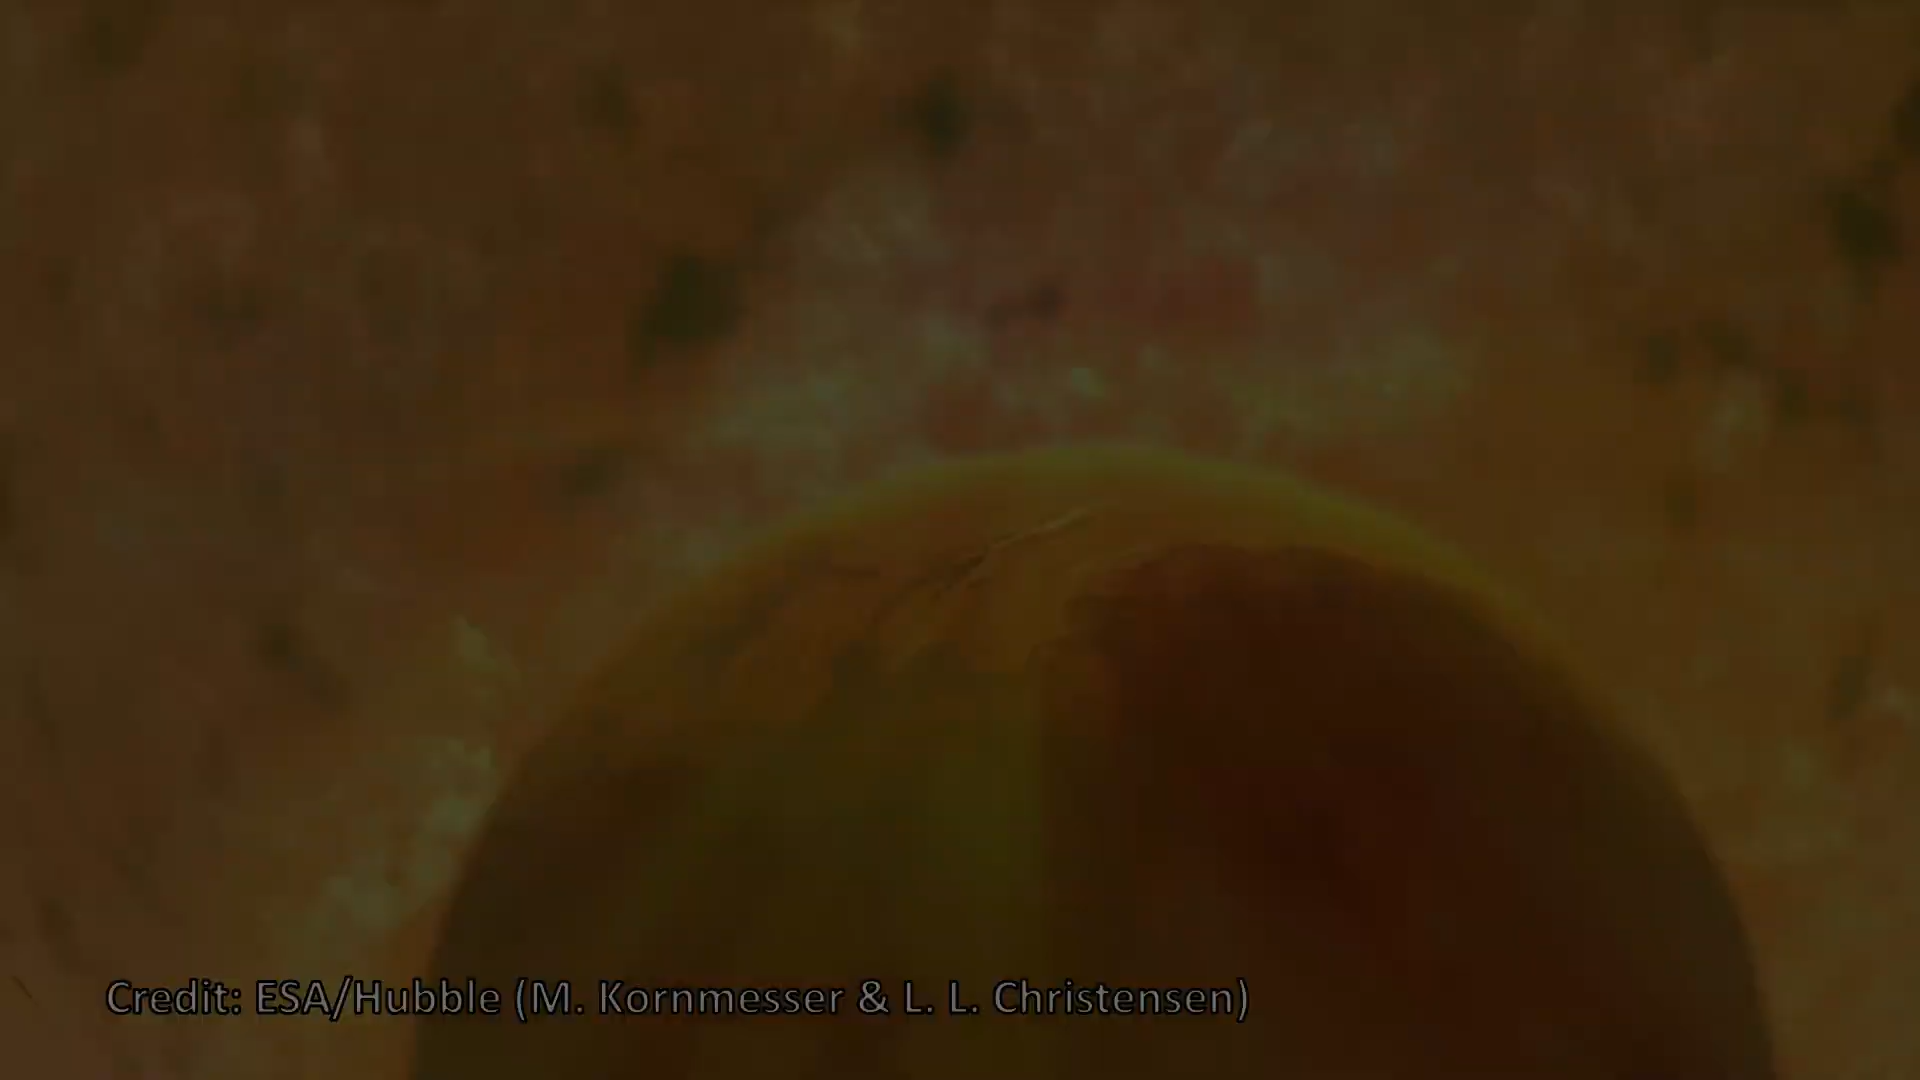 Credit: ESA/Hubble (M. Kornmesser & L. L. Christensen)